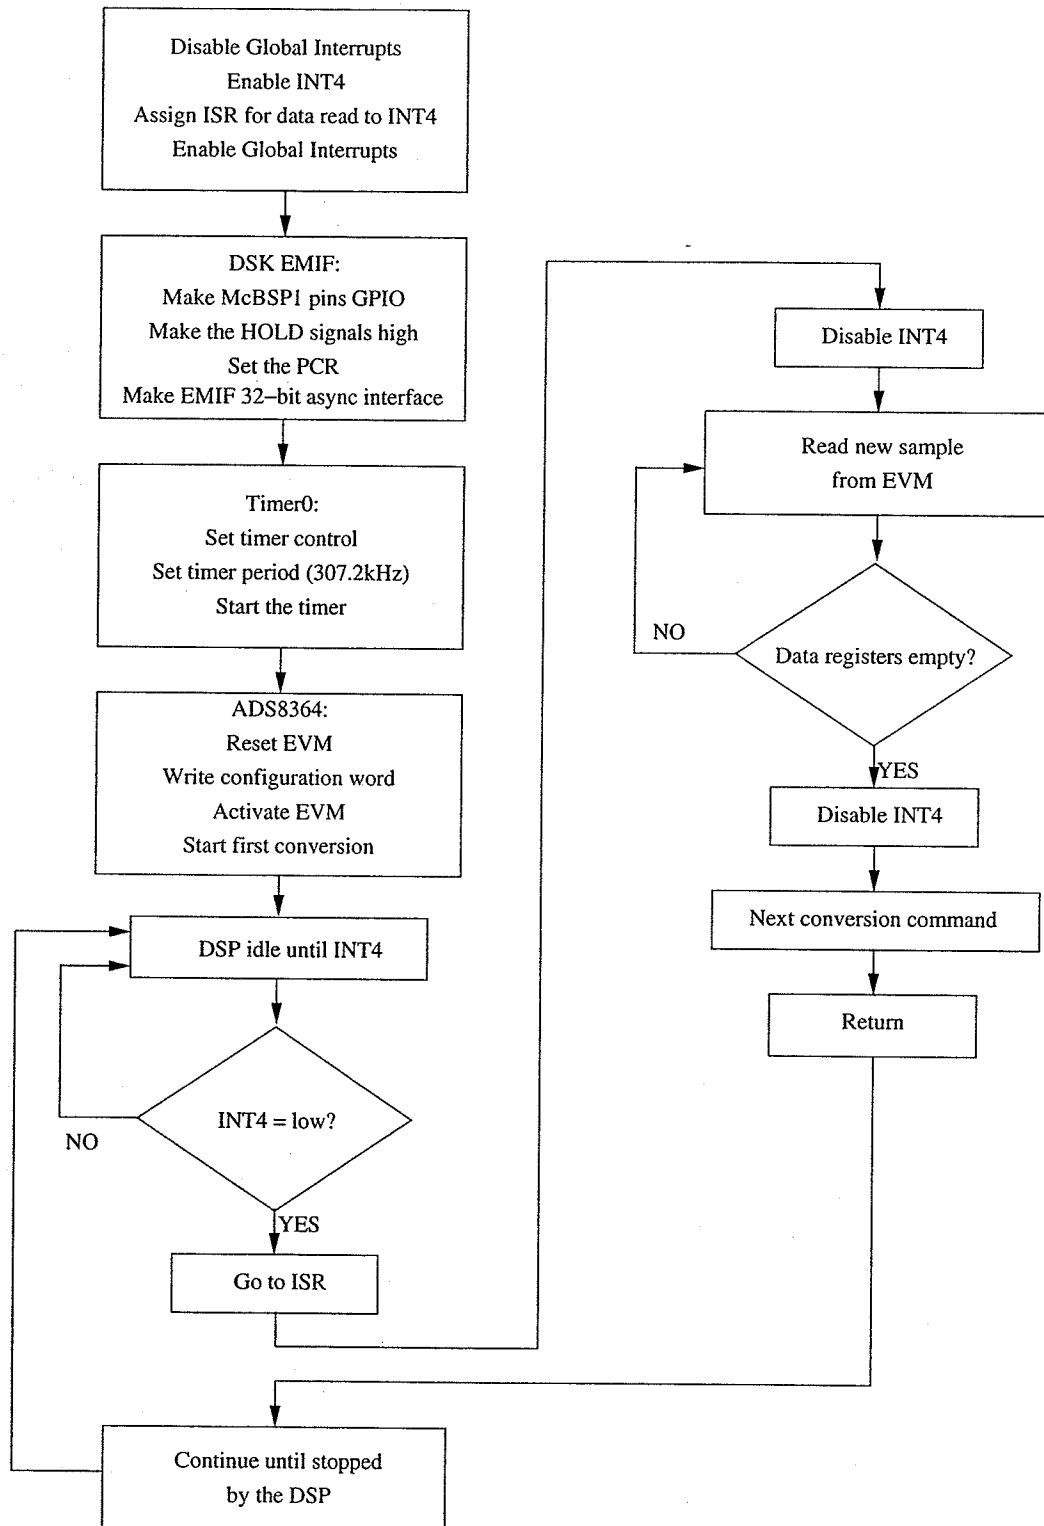 Disable Global Interrupts
Enable INT4
Assign ISR for data read to INT4
Enable Global Interrupts
DSK EMIF:
Make McBSP1 pins GPIO
Make the HOLD signals high
Set the PCR
Make EMIF 32-bit async interface
Timer0:
Set timer control
Set timer period (307.2kHz)
Start the timer
ADS8364:
Reset EVM
Write configuration word
Activate EVM
Start first conversion
DSP idle until INT4
INT4 = low?
NO
YES
Go to ISR
Disable INT4
Read new sample
from EVM
NO
Data registers empty?
YES
Disable INT4
Next conversion command
Return
Continue until stopped
by the DSP